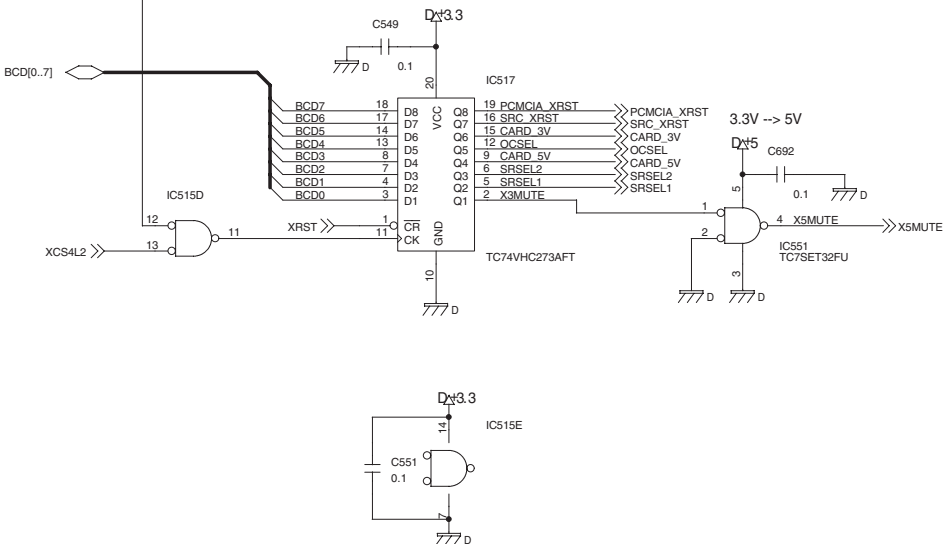 D+3.3
C549
0.1
D
BCD[0..7]
20
IC517
VCC
BCD7 18 D8 Q8 19 PCMCIA_XRST PCMCIA_XRST
BCD6 17 D7 Q7 16 SRC_XRST SRC_XRST
BCD5 14 D6 Q6 15 CARD_3V CARD_3V
BCD4 13 D5 Q5 12 OCSEL OCSEL
BCD3 8 D4 Q4 9 CARD_5V CARD_5V
BCD2 7 D3 Q3 6 SRSEL2 SRSEL2
BCD1 4 D2 Q2 5 SRSEL1 SRSEL1
BCD0 3 D1 Q1 2 X3MUTE
3.3V --> 5V
D+5
C692
0.1
D
5
IC515D
12
13
11
XCS4L2
XRST 1 CR
11 CK
GND
10
D
TC74VHC273AFT
1
2
4 X5MUTE X5MUTE
IC551
TC7SET32FU
3
D
D
D+3.3
14
IC515E
C551
0.1
7
D